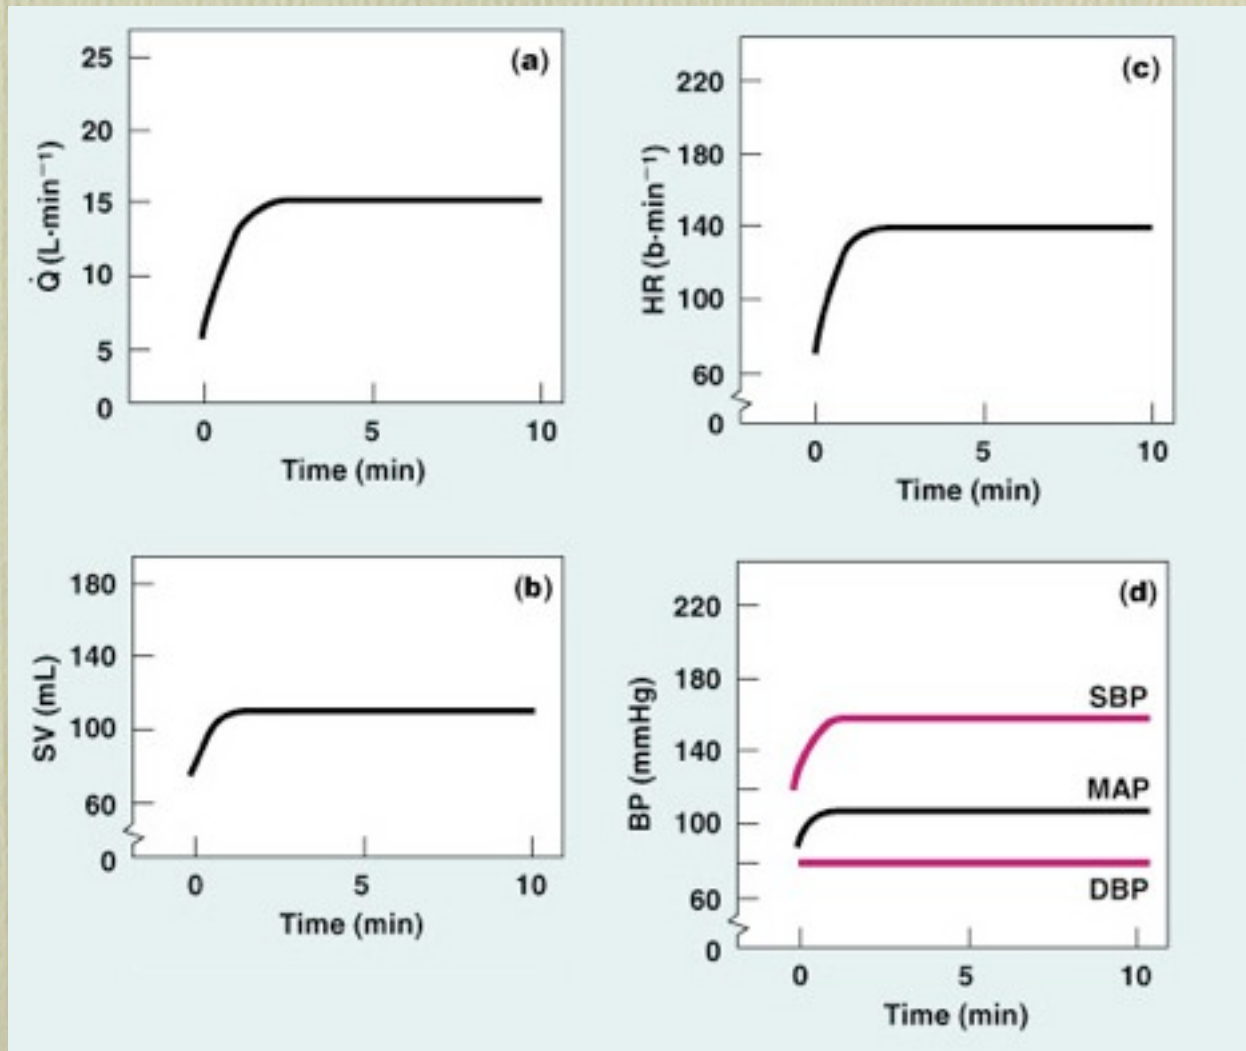 (a)
25
20
15
10
5
0
Q̇ (L·min⁻¹)
0 5 10
Time (min)
(c)
220
180
140
100
60
0
HR (b·min⁻¹)
0 5 10
Time (min)
(b)
180
140
100
60
0
SV (mL)
0 5 10
Time (min)
(d)
220
180
140
100
60
0
BP (mmHg)
SBP
MAP
DBP
0 5 10
Time (min)